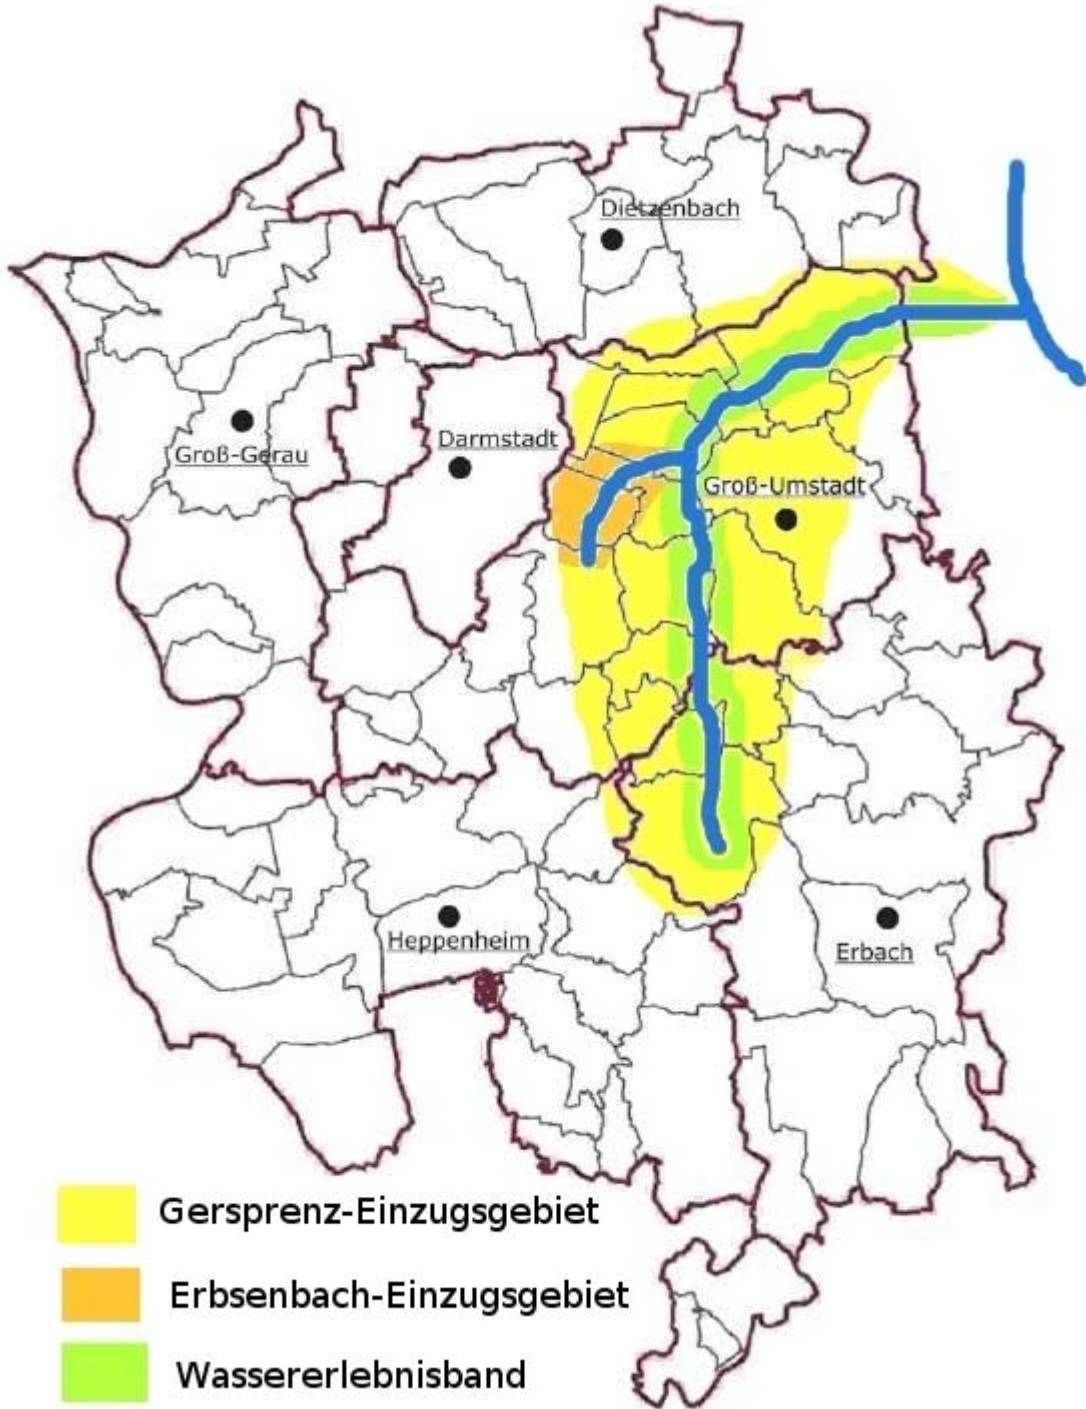 Dietzenbach
Groß-Gerau
Darmstadt
Groß-Umstadt
Heppenheim
Erbach
Gersprenz-Einzugsgebiet
Erbsenbach-Einzugsgebiet
Wassererlebnisband